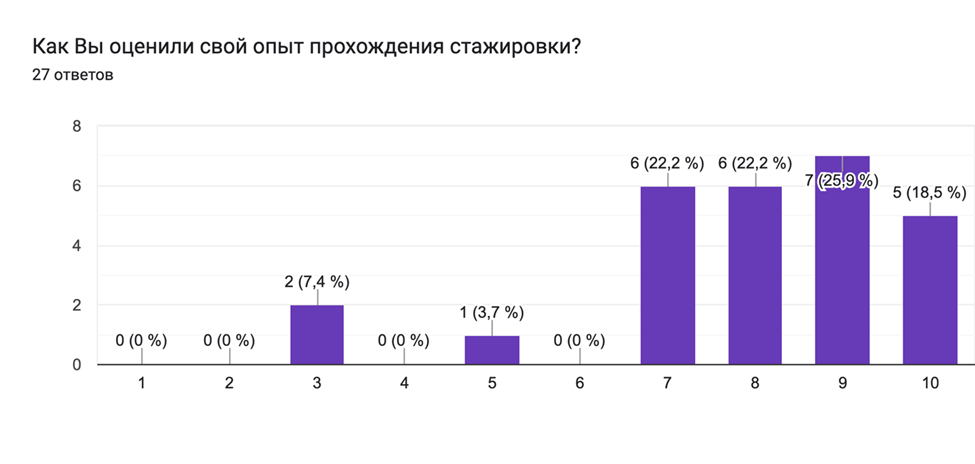 Как Вы оценили свой опыт прохождения стажировки?
27 ответов
8
6
4
2
0
0 (0 %)
0 (0 %)
2 (7,4 %)
0 (0 %)
1 (3,7 %)
0 (0 %)
6 (22,2 %)
6 (22,2 %)
7 (25,9 %)
5 (18,5 %)
1 2 3 4 5 6 7 8 9 10